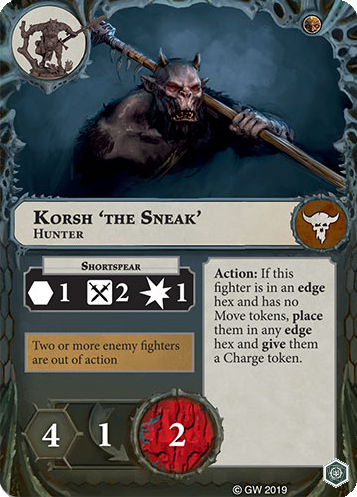 KORSH ‘THE SNEAK’
HUNTER
SHORTSPEAR
1 2 1
Two or more enemy fighters
are out of action
Action: If this
fighter is in an edge
hex and has no
Move tokens, place
them in any edge
hex and give them
a Charge token.
4 1 2
© GW 2019